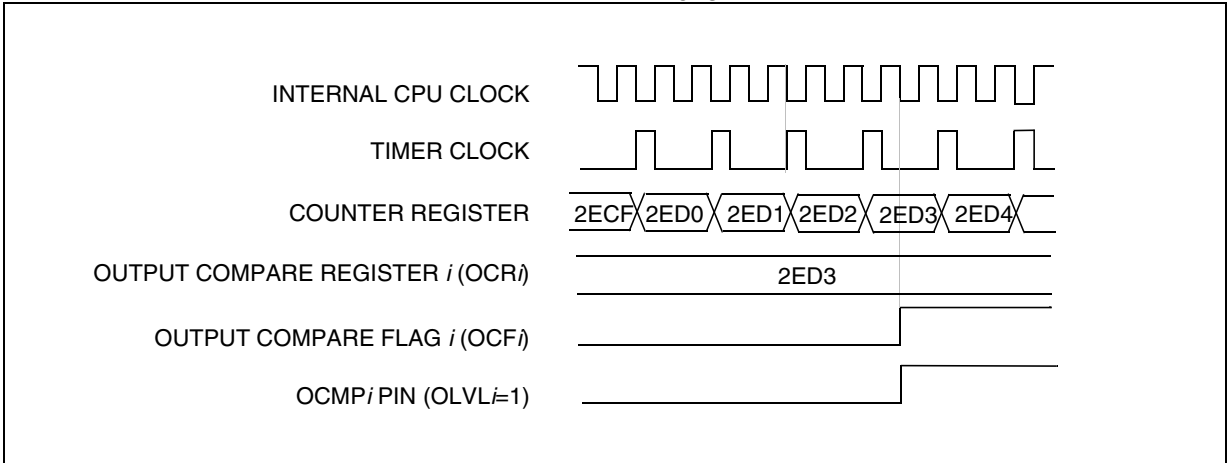 INTERNAL CPU CLOCK
TIMER CLOCK
COUNTER REGISTER 2ECF 2ED0 2ED1 2ED2 2ED3 2ED4
OUTPUT COMPARE REGISTER i (OCRi) 2ED3
OUTPUT COMPARE FLAG i (OCFi)
OCMPi PIN (OLVLi=1)